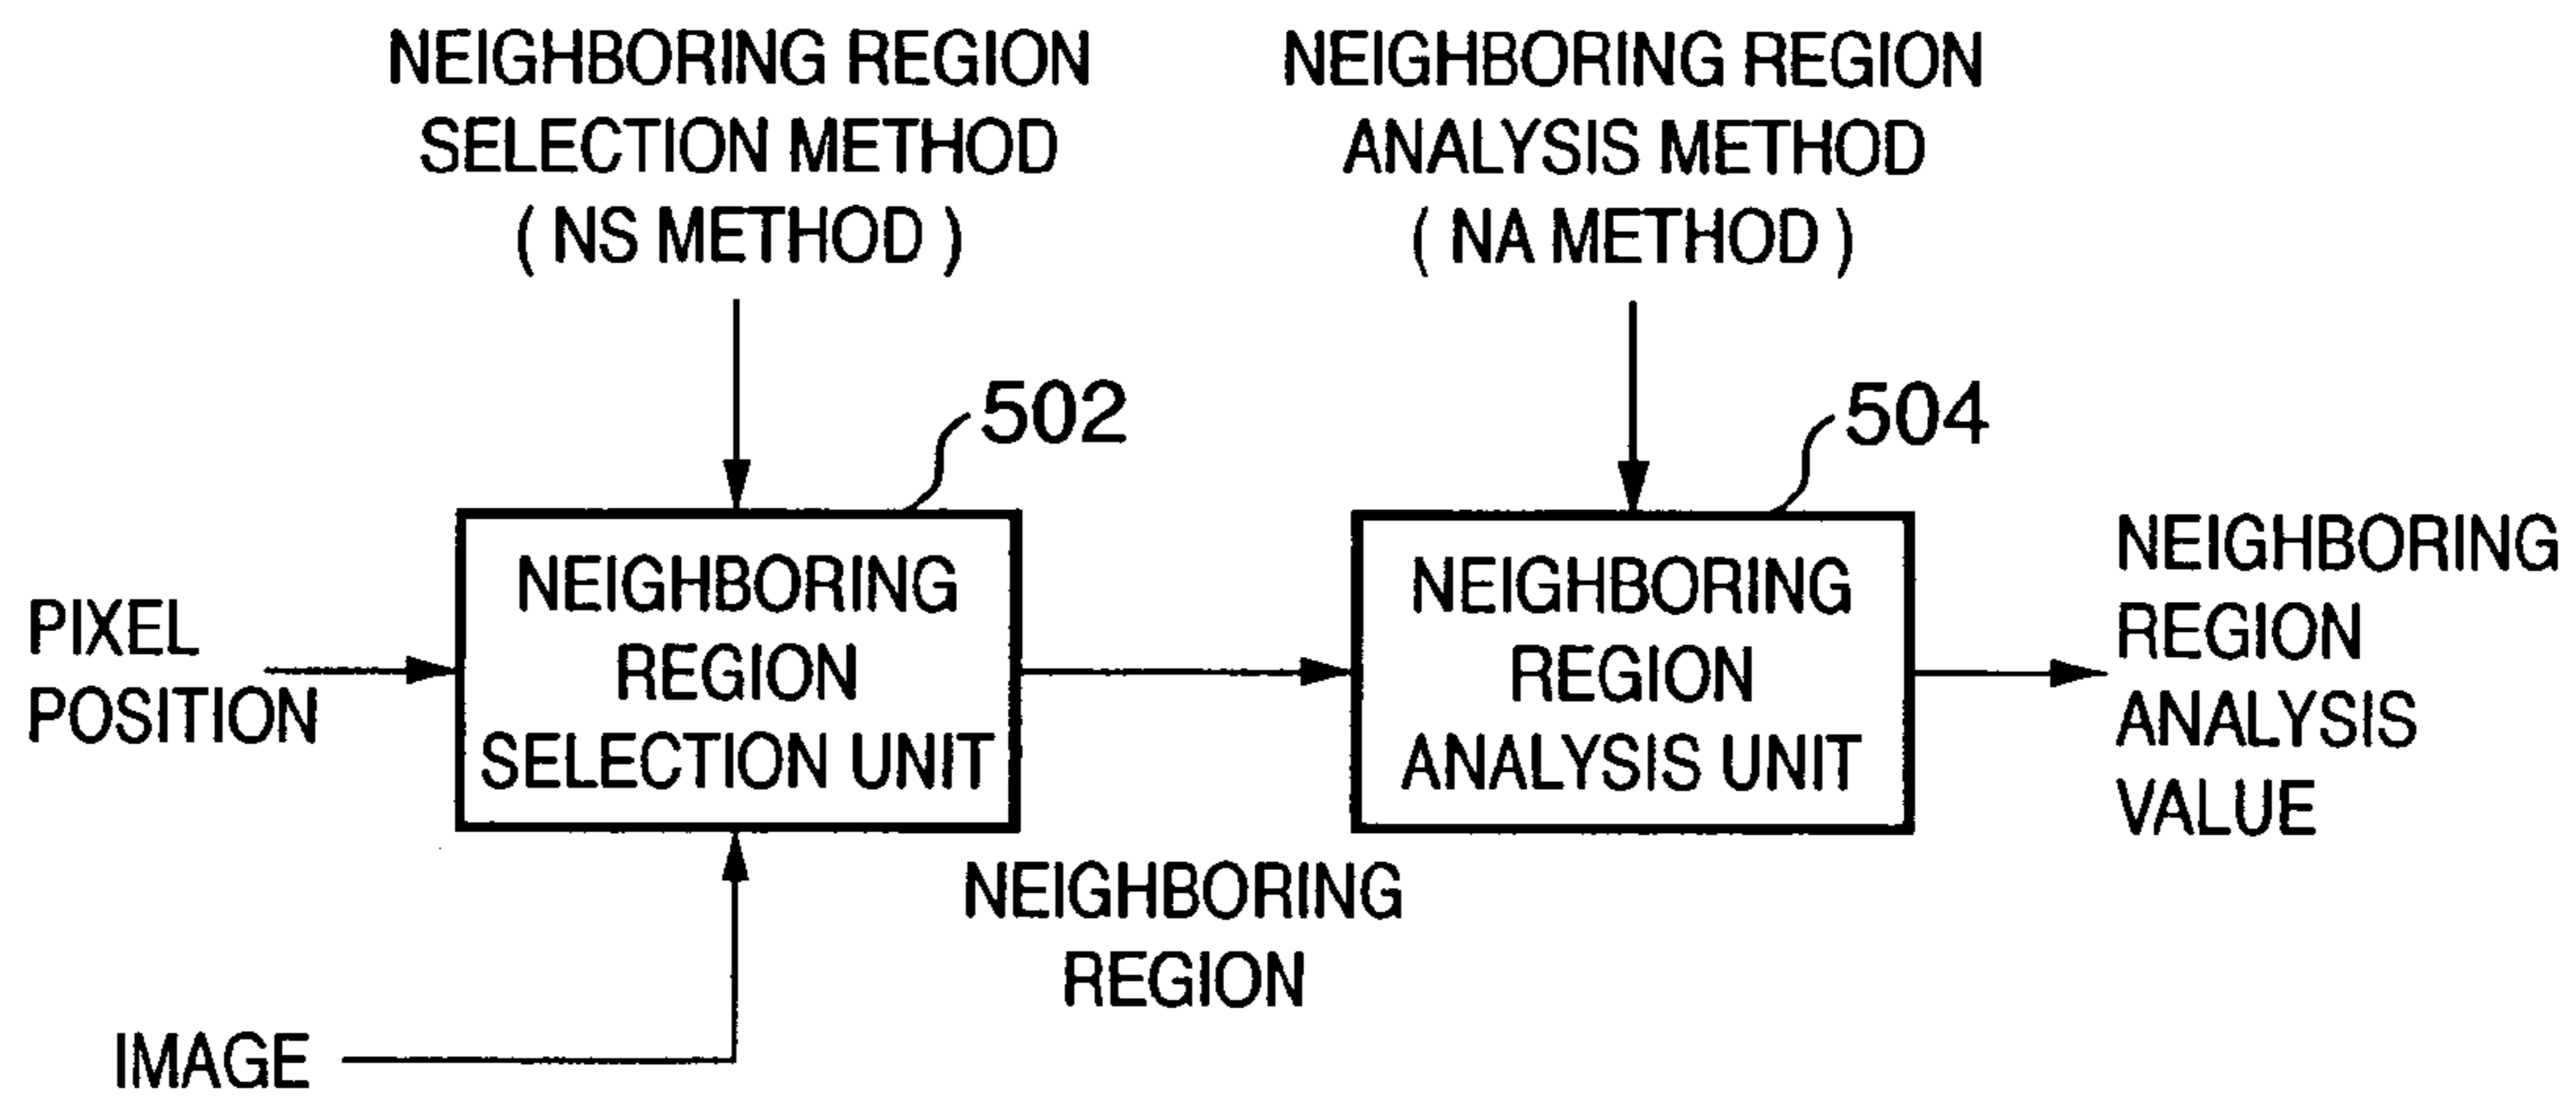 NEIGHBORING REGION
SELECTION METHOD
( NS METHOD )
NEIGHBORING REGION
ANALYSIS METHOD
( NA METHOD )
502
504
PIXEL
POSITION
NEIGHBORING
REGION
SELECTION UNIT
NEIGHBORING
REGION
ANALYSIS UNIT
NEIGHBORING
REGION
ANALYSIS
VALUE
NEIGHBORING
REGION
IMAGE